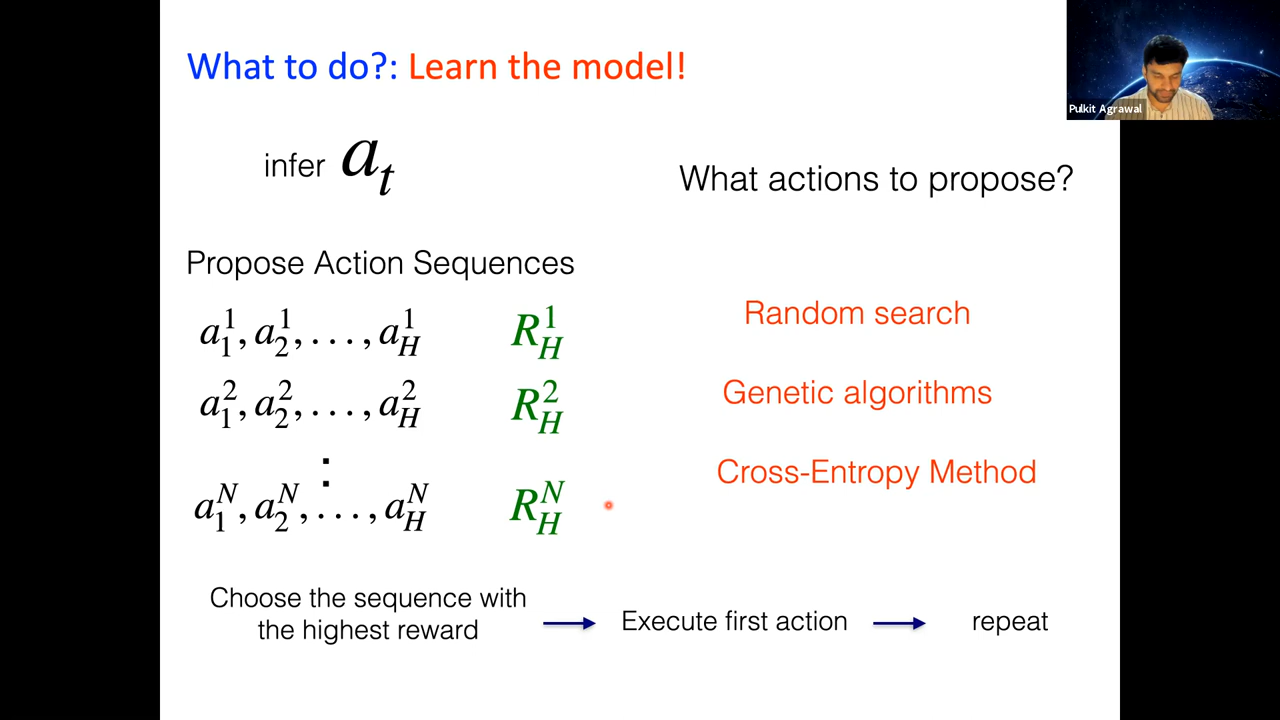 What to do?: Learn the model!
Pulkit Agrawal
infer a_t
What actions to propose?
Propose Action Sequences
a_1^1, a_2^1, . . . , a_H^1 R_H^1
a_1^2, a_2^2, . . . , a_H^2 R_H^2
:
a_1^N, a_2^N, . . . , a_H^N R_H^N
Random search
Genetic algorithms
Cross-Entropy Method
Choose the sequence with
the highest reward
Execute first action
repeat